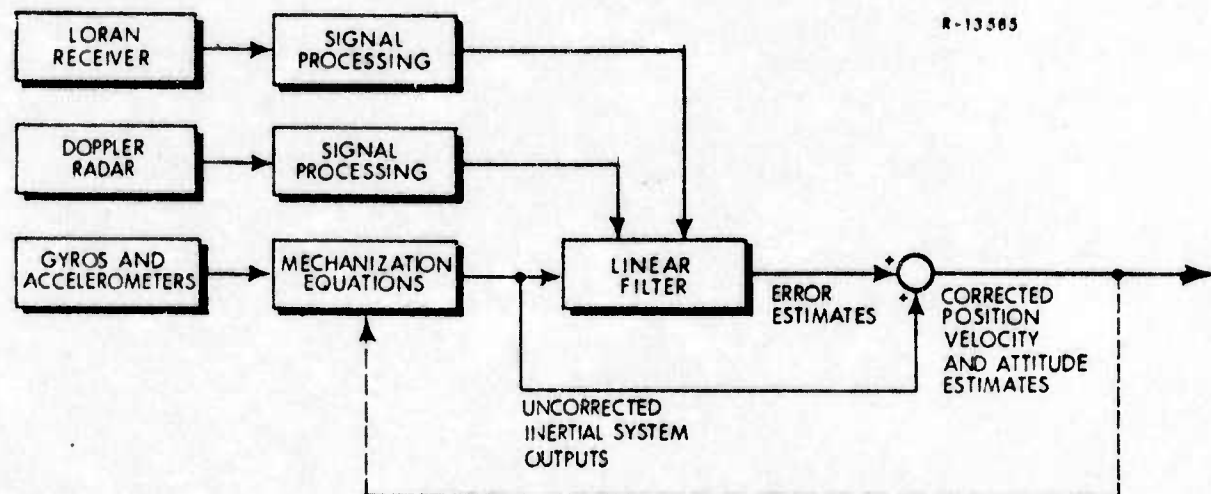 R-13565
LORAN
RECEIVER
SIGNAL
PROCESSING
DOPPLER
RADAR
SIGNAL
PROCESSING
GYROS AND
ACCELEROMETERS
MECHANIZATION
EQUATIONS
LINEAR
FILTER
+
+
ERROR
ESTIMATES
CORRECTED
POSITION
VELOCITY
AND ATTITUDE
ESTIMATES
UNCORRECTED
INERTIAL SYSTEM
OUTPUTS